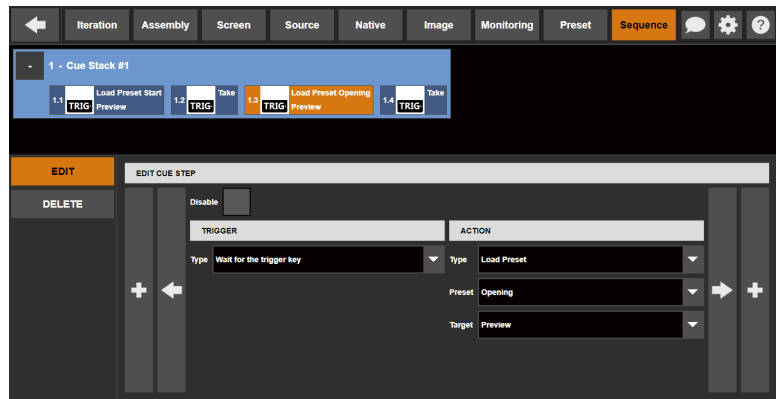 Iteration Assembly Screen Source Native Image Monitoring Preset Sequence ?
- 1 - Cue Stack #1
1.1 TRIG Load Preset Start Preview 1.2 TRIG Take 1.3 TRIG Load Preset Opening Preview 1.4 TRIG Take
EDIT
DELETE
EDIT CUE STEP
Disable
TRIGGER
Type Wait for the trigger key
ACTION
Type Load Preset
Preset Opening
Target Preview